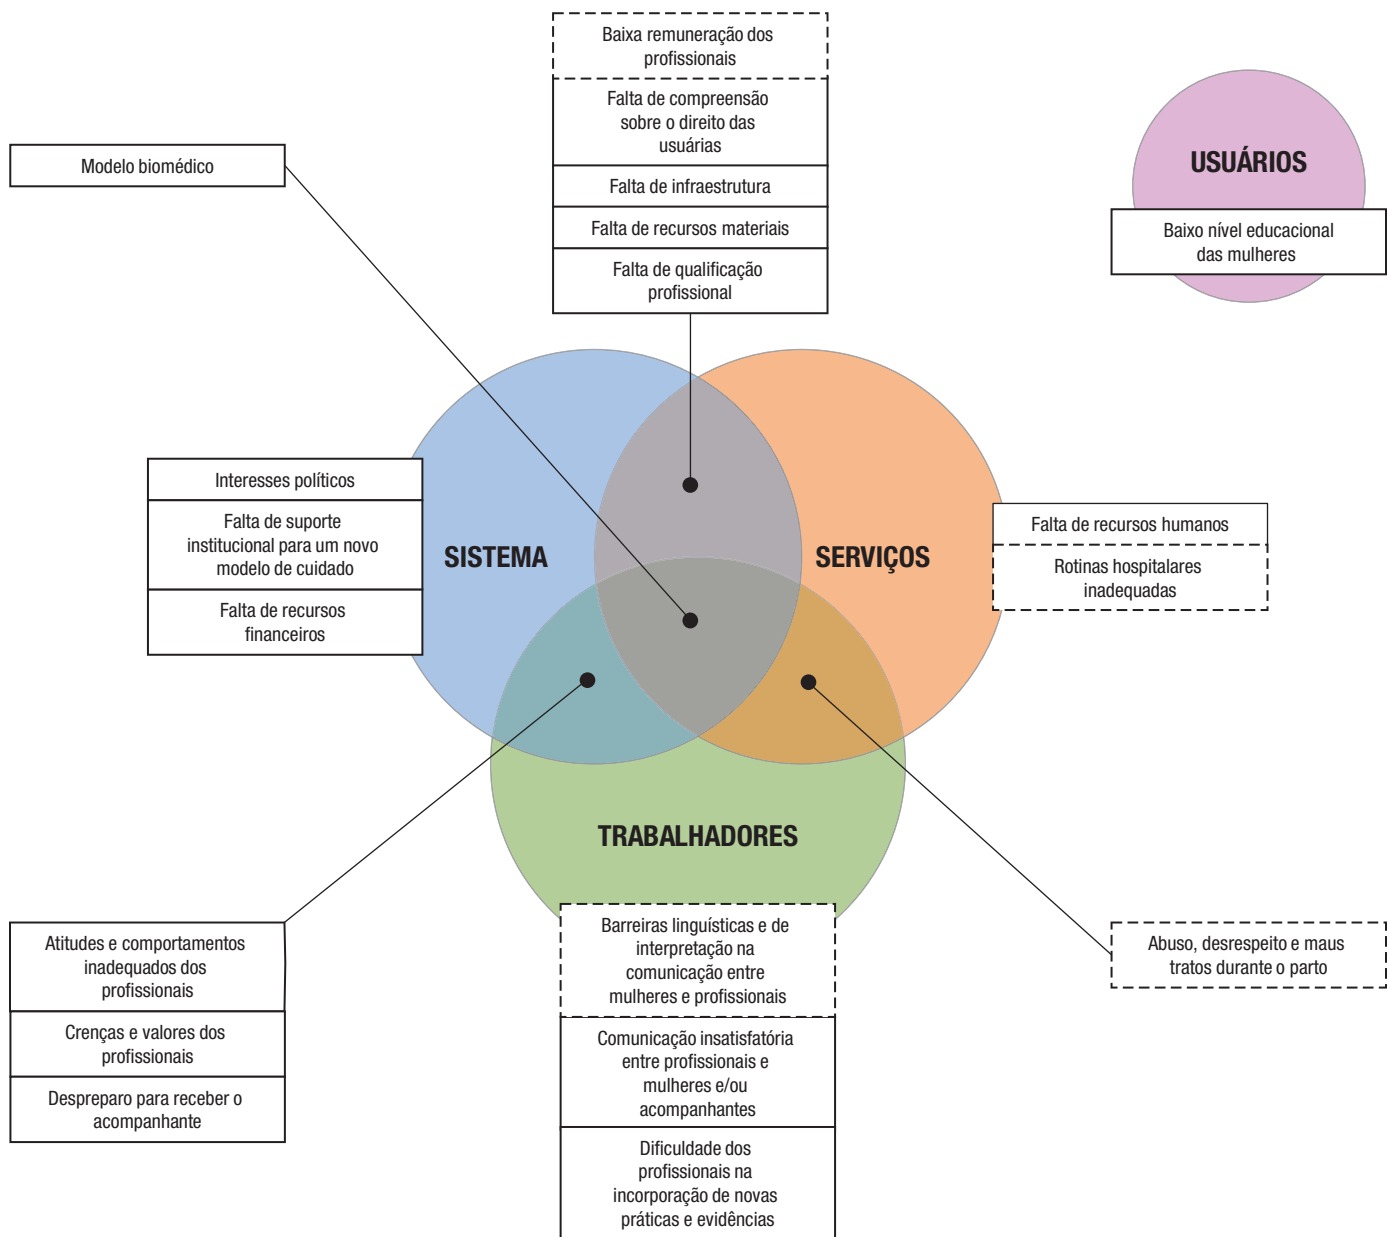 Baixa remuneração dos
profissionais
Falta de compreensão
sobre o direito das
usuárias
Falta de infraestrutura
Falta de recursos materiais
Falta de qualificação
profissional
Modelo biomédico
USUÁRIOS
Baixo nível educacional
das mulheres
Interesses políticos
Falta de suporte
institucional para um novo
modelo de cuidado
Falta de recursos
financeiros
SISTEMA
SERVIÇOS
Falta de recursos humanos
Rotinas hospitalares
inadequadas
TRABALHADORES
Atitudes e comportamentos
inadequados dos
profissionais
Crenças e valores dos
profissionais
Despreparo para receber o
acompanhante
Barreiras linguísticas e de
interpretação na
comunicação entre
mulheres e profissionais
Comunicação insatisfatória
entre profissionais e
mulheres e/ou
acompanhantes
Dificuldade dos
profissionais na
incorporação de novas
práticas e evidências
Abuso, desrespeito e maus
tratos durante o parto